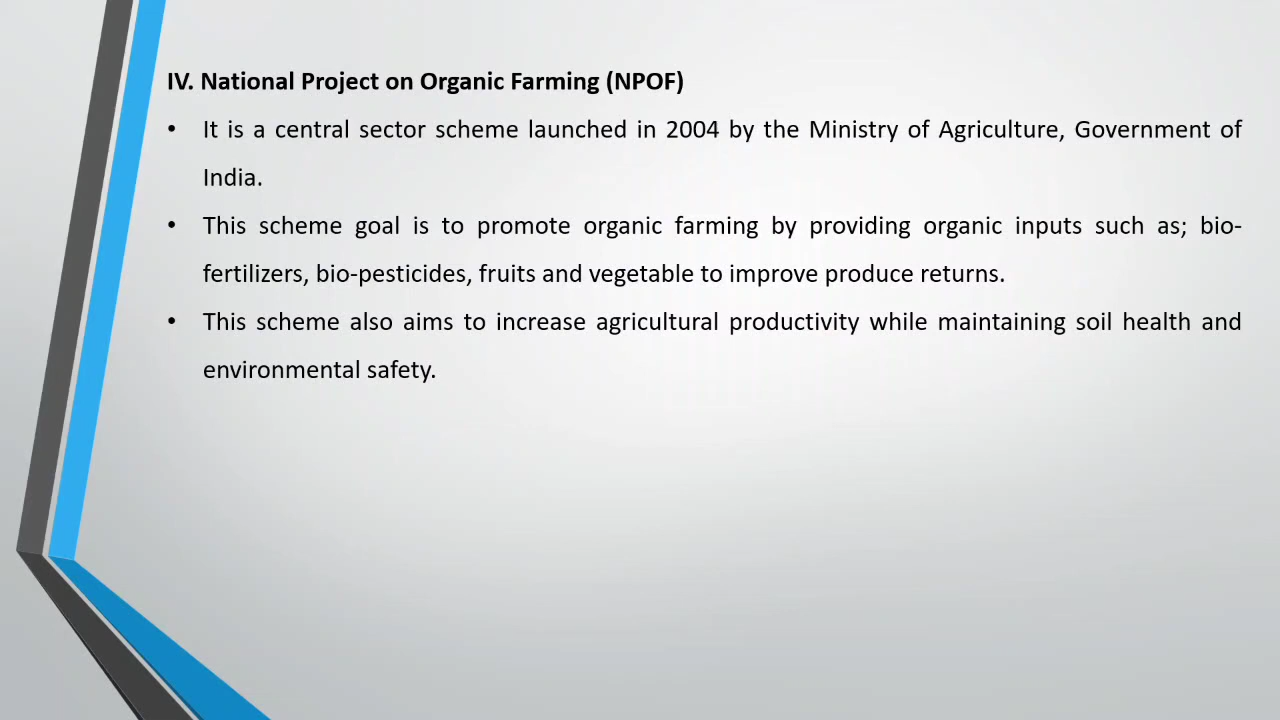 IV. National Project on Organic Farming (NPOF)
• It is a central sector scheme launched in 2004 by the Ministry of Agriculture, Government of
India.
• This scheme goal is to promote organic farming by providing organic inputs such as; bio-
fertilizers, bio-pesticides, fruits and vegetable to improve produce returns.
• This scheme also aims to increase agricultural productivity while maintaining soil health and
environmental safety.